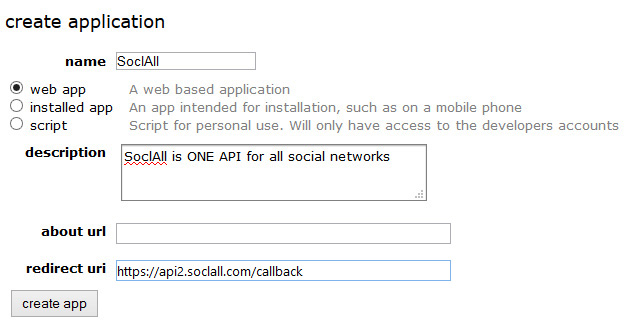 create application
name SoclAll
web app A web based application
installed app An app intended for installation, such as on a mobile phone
script Script for personal use. Will only have access to the developers accounts
description SoclAll is ONE API for all social networks
about url
redirect uri https://api2.soclall.com/callback
create app